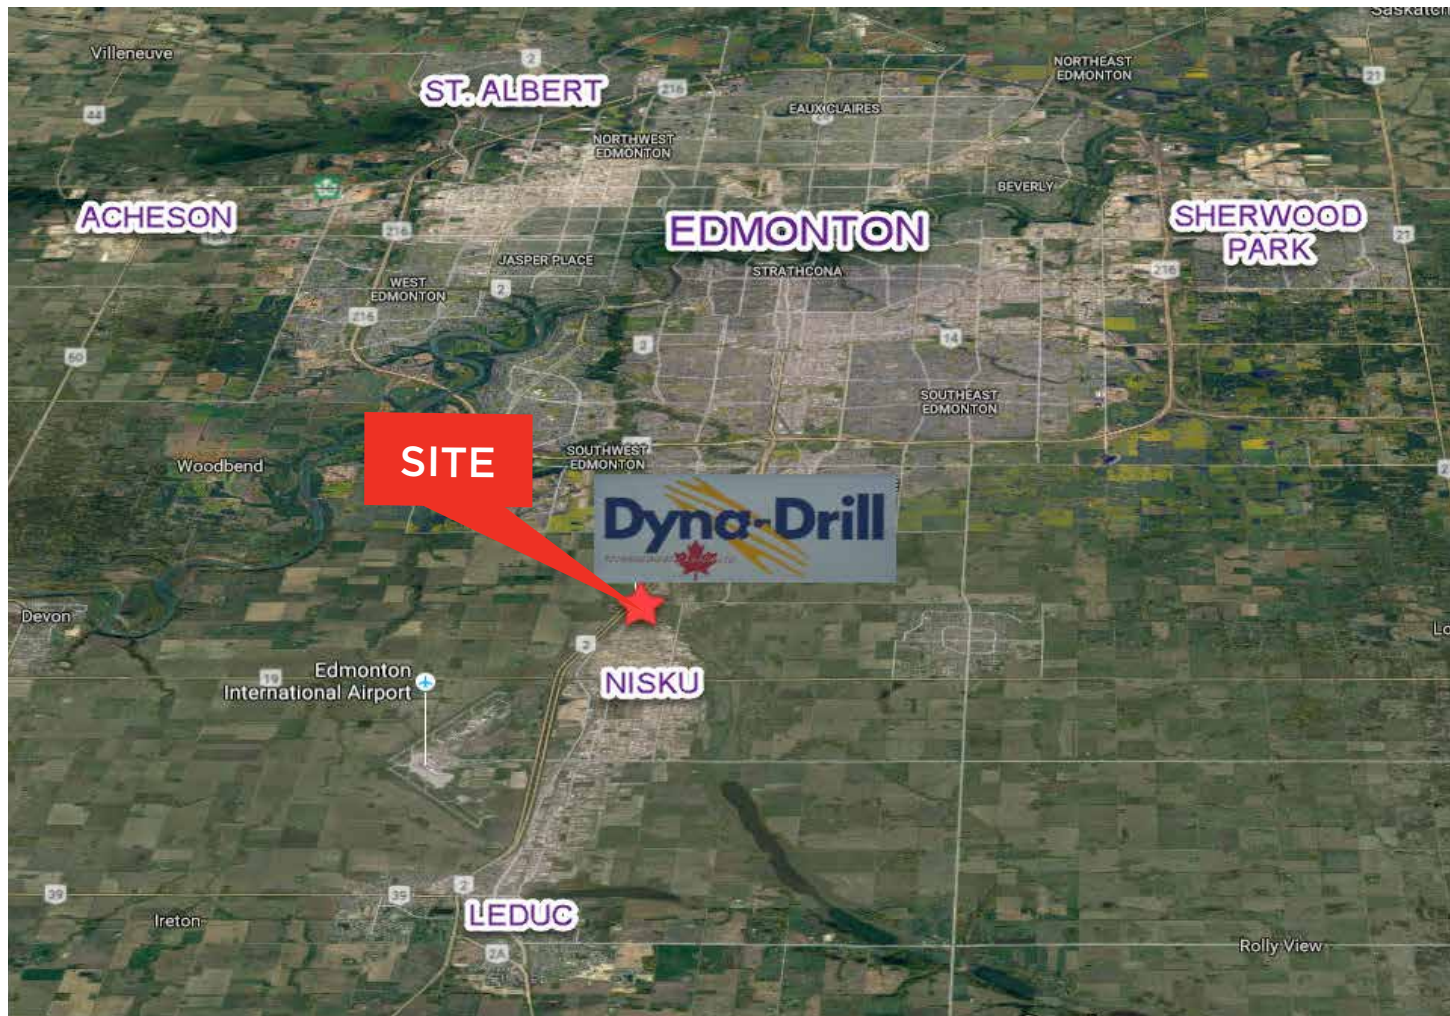 Saskatch
Villeneuve
2
NORTHEAST
EDMONTON
ST. ALBERT
216
21
44
EAUX CLAIRES
NORTHWEST
EDMONTON
BEVERLY
ACHESON
EDMONTON
SHERWOOD
PARK
216
21
JASPER PLACE
STRATHCONA
216
WEST
EDMONTON
2
216
60
2
14
SOUTHEAST
EDMONTON
SITE
SOUTHWEST
EDMONTON
Woodbend
Dyna-Drill
Devon
2
Edmonton
International Airport
19
NISKU
39
39
2
LEDUC
Ireton
2A
Rolly View